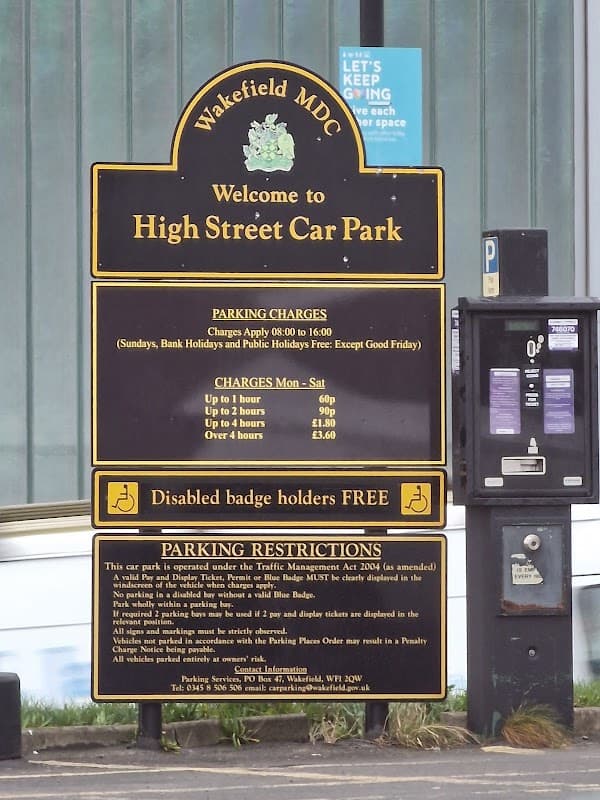 LET'S
KEEP
GOING
ive each
er space
Wakefield MDC
Welcome to
High Street Car Park
PARKING CHARGES
Charges Apply 08:00 to 16:00
(Sundays, Bank Holidays and Public Holidays Free: Except Good Friday)
CHARGES Mon - Sat
Up to 1 hour 60p
Up to 2 hours 90p
Up to 4 hours £1.80
Over 4 hours £3.60
Disabled badge holders FREE
PARKING RESTRICTIONS
This car park is operated under the Traffic Management Act 2004 (as amended)
A valid Pay and Display Ticket, Permit or Blue Badge MUST be clearly displayed in the
windscreen of the vehicle when charges apply.
No parking in a disabled bay without a valid Blue Badge.
Park wholly within a parking bay.
If required 2 parking bays may be used if 2 pay and display tickets are displayed in the
relevant position.
All signs and markings must be strictly observed.
Vehicles not parked in accordance with the Parking Places Order may result in a Penalty
Charge Notice being payable.
All vehicles parked entirely at owners' risk.
Contact Information
Parking Services, PO Box 47, Wakefield, WF1 2QW
Tel: 0345 8 506 506 email: carparking@wakefield.gov.uk
P
746070